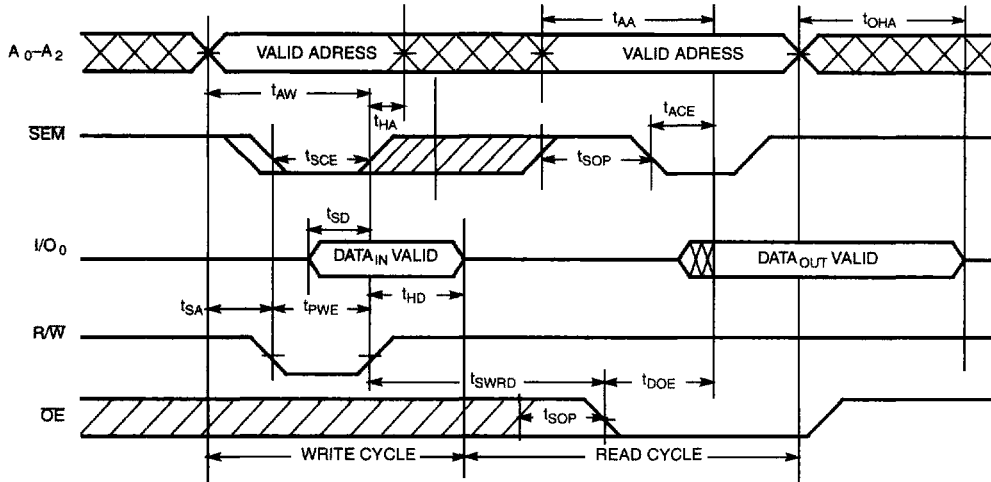 tAA
tOHA
A0–A2
VALID ADRESS
VALID ADRESS
tAW
tHA
tACE
SEM
tSCE
tSOP
tSD
I/O0
DATAIN VALID
DATAOUT VALID
tSA
tPWE
tHD
R/W
tSWRD
tDOE
OE
tSOP
WRITE CYCLE
READ CYCLE